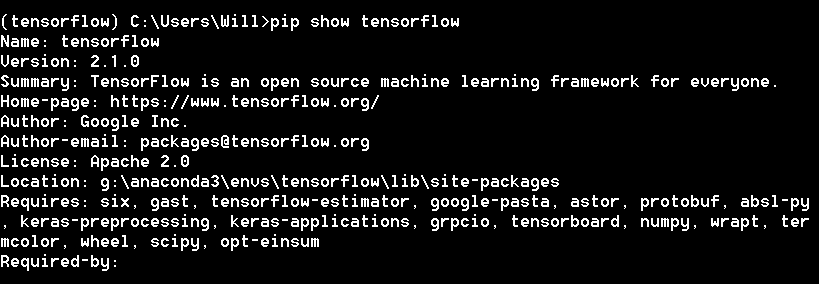 (tensorflow) C:\Users\Will>pip show tensorflow
Name: tensorflow
Version: 2.1.0
Summary: TensorFlow is an open source machine learning framework for everyone.
Home-page: https://www.tensorflow.org/
Author: Google Inc.
Author-email: packages@tensorflow.org
License: Apache 2.0
Location: g:\anaconda3\envs\tensorflow\lib\site-packages
Requires: six, gast, tensorflow-estimator, google-pasta, astor, protobuf, absl-py
, keras-preprocessing, keras-applications, grpcio, tensorboard, numpy, wrapt, ter
mcolor, wheel, scipy, opt-einsum
Required-by: